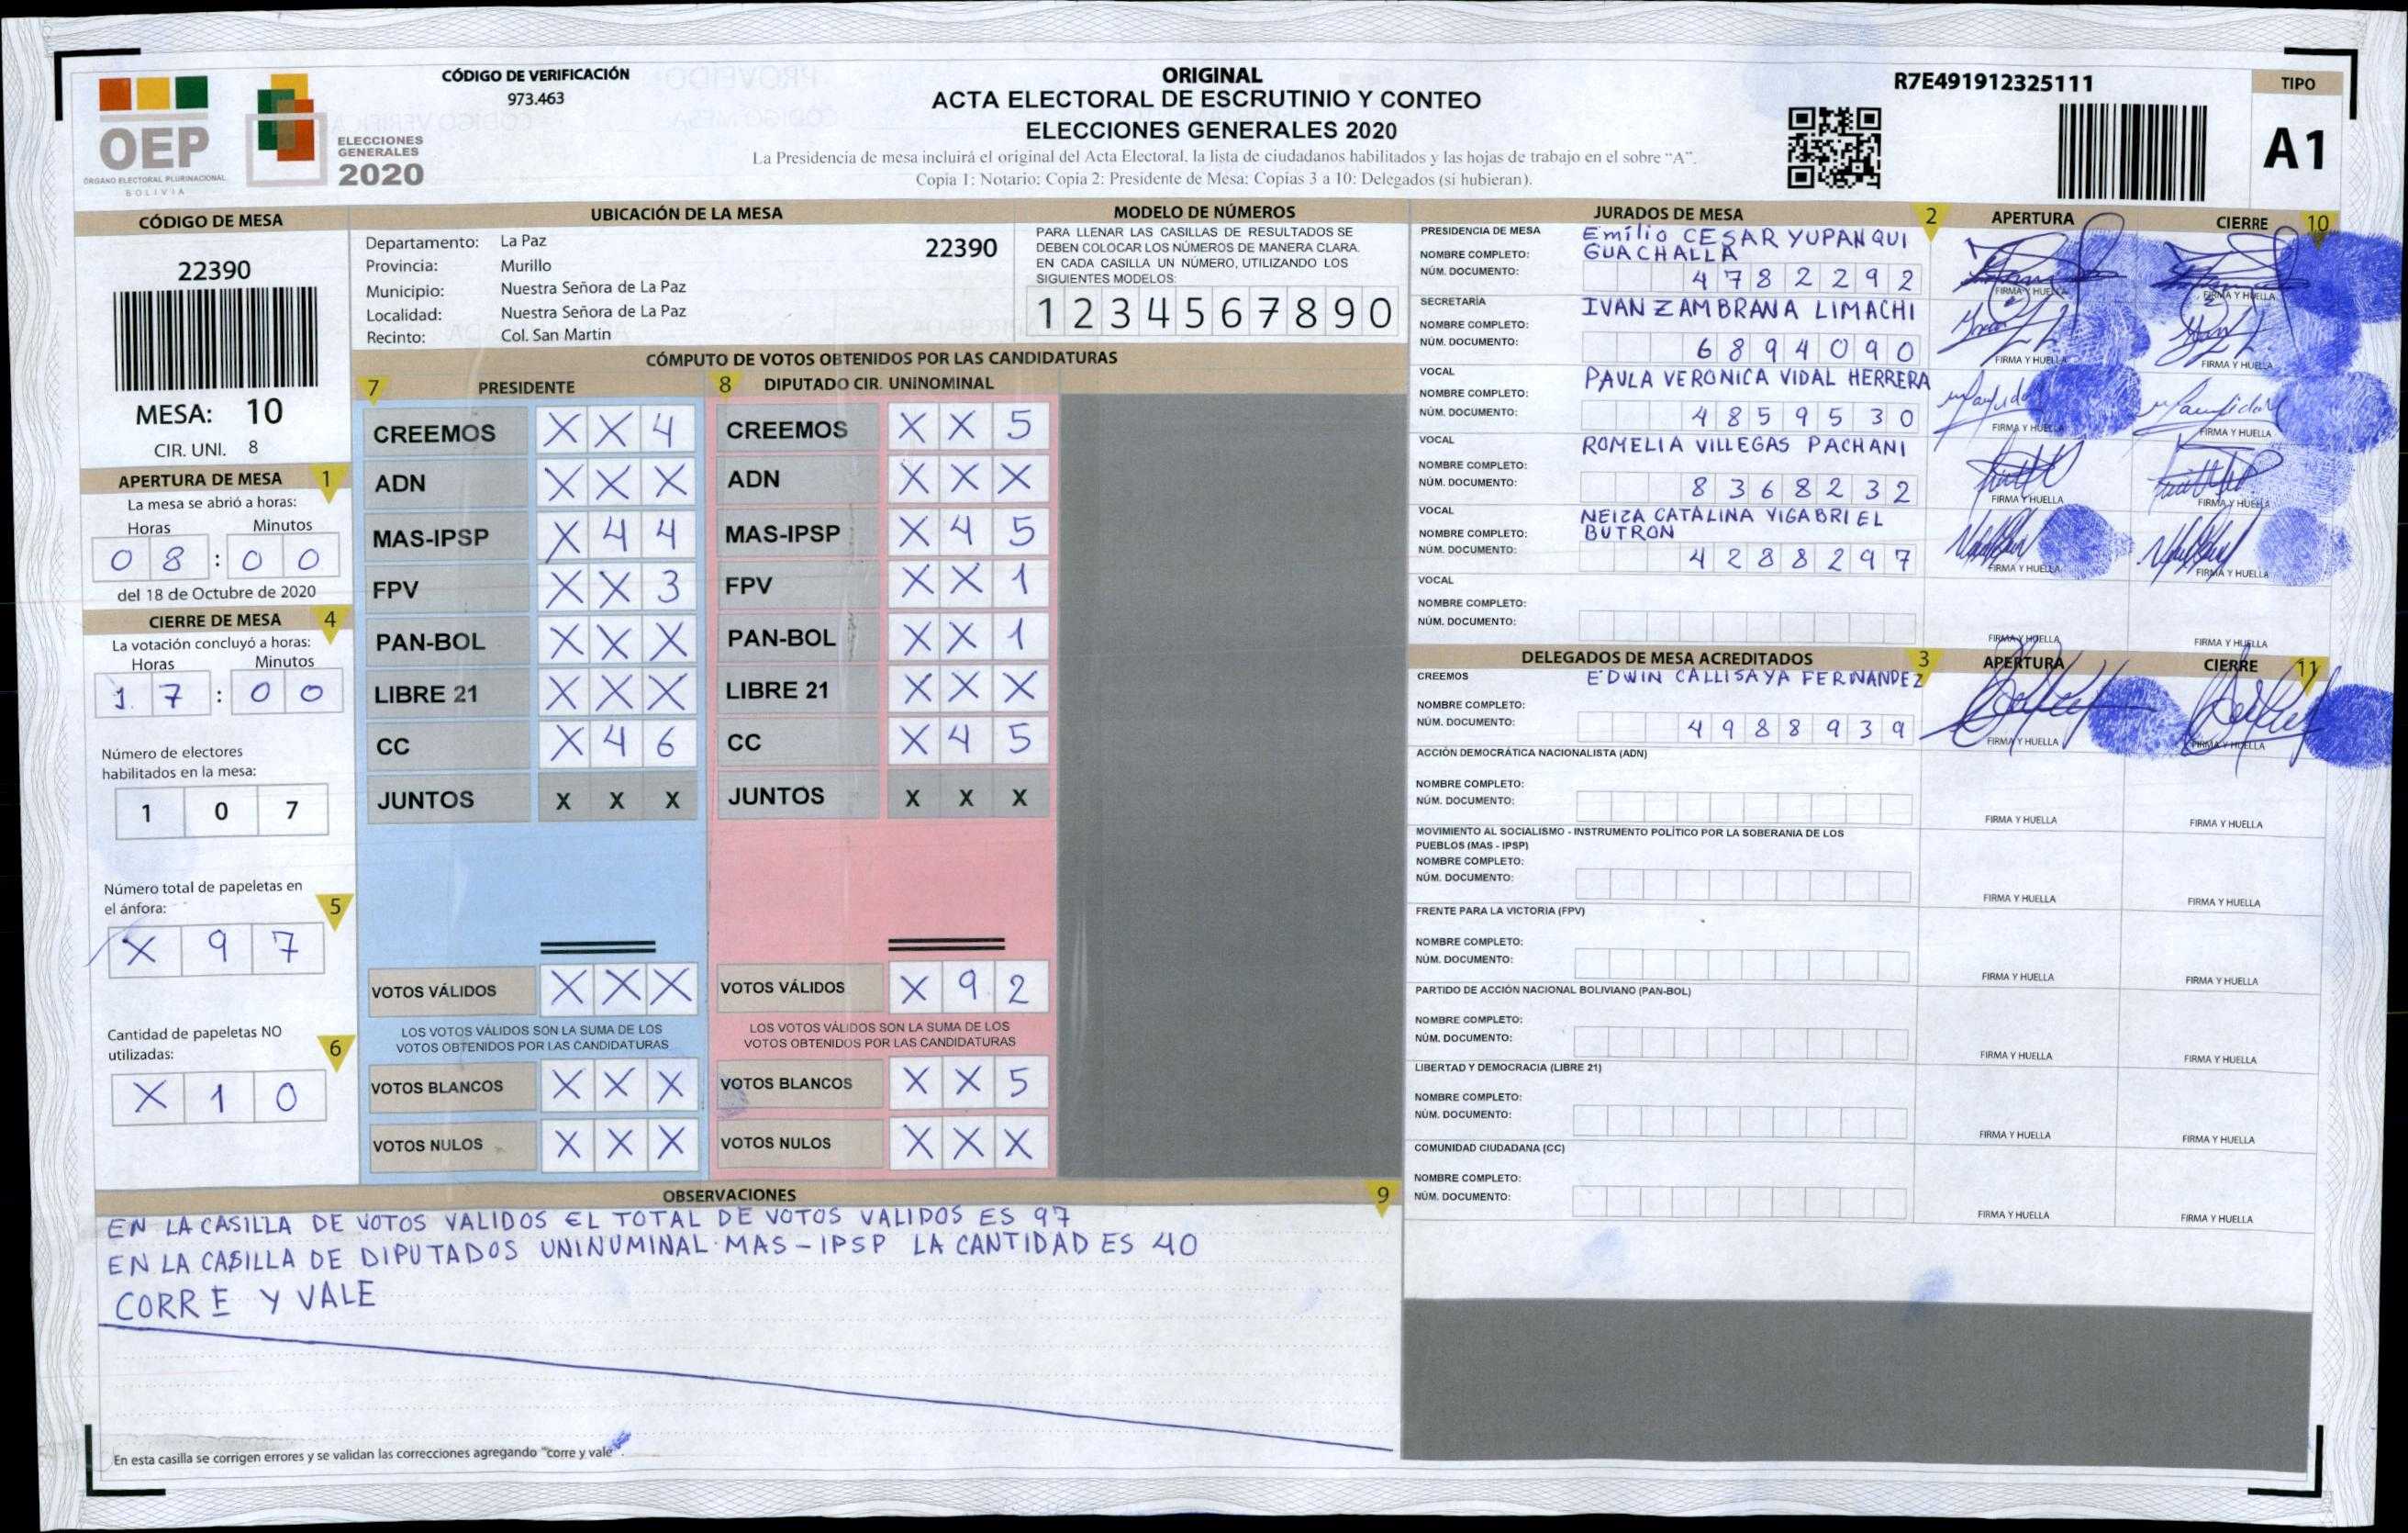 CÓDIGO DE VERIFICACIÓN
973.463
ORIGINAL
ACTA ELECTORAL DE ESCRUTINIO Y CONTEO
ELECCIONES GENERALES 2020
La Presidencia de mesa incluirá el original del Acta Electoral, la lista de ciudadanos habilitados y las hojas de trabajo en el sobre "A".
Copia 1: Notario; Copia 2: Presidente de Mesa: Copias 3 a 10: Delegados (si hubieran).
R7E491912325111
TIPO
A1
OEP
ÓRGANO ELECTORAL PLURINACIONAL
BOLIVIA
ELECCIONES
GENERALES
2020
CÓDIGO DE MESA
22390
MESA: 10
CIR. UNI. 8
APERTURA DE MESA 1
La mesa se abrió a horas:
Horas Minutos
0 8 : 0 0
del 18 de Octubre de 2020
CIERRE DE MESA 4
La votación concluyó a horas:
Horas Minutos
1 7 : 0 0
Número de electores
habilitados en la mesa:
1 0 7
Número total de papeletas en
el ánfora: 5
X 9 7
Cantidad de papeletas NO
utilizadas: 6
X 1 0
UBICACIÓN DE LA MESA
Departamento: La Paz 22390
Provincia: Murillo
Municipio: Nuestra Señora de La Paz
Localidad: Nuestra Señora de La Paz
Recinto: Col. San Martin
MODELO DE NÚMEROS
PARA LLENAR LAS CASILLAS DE RESULTADOS SE
DEBEN COLOCAR LOS NÚMEROS DE MANERA CLARA.
EN CADA CASILLA UN NÚMERO, UTILIZANDO LOS
SIGUIENTES MODELOS:
1 2 3 4 5 6 7 8 9 0
CÓMPUTO DE VOTOS OBTENIDOS POR LAS CANDIDATURAS
7 PRESIDENTE 8 DIPUTADO CIR. UNINOMINAL
CREEMOS X X 4 CREEMOS X X 5
ADN X X X ADN X X X
MAS-IPSP X 4 4 MAS-IPSP X 4 5
FPV X X 3 FPV X X 1
PAN-BOL X X X PAN-BOL X X 1
LIBRE 21 X X X LIBRE 21 X X X
CC X 4 6 CC X 4 5
JUNTOS X X X JUNTOS X X X
VOTOS VÁLIDOS X X X VOTOS VÁLIDOS X 9 2
LOS VOTOS VÁLIDOS SON LA SUMA DE LOS LOS VOTOS VÁLIDOS SON LA SUMA DE LOS
VOTOS OBTENIDOS POR LAS CANDIDATURAS VOTOS OBTENIDOS POR LAS CANDIDATURAS
VOTOS BLANCOS X X X VOTOS BLANCOS X X 5
VOTOS NULOS X X X VOTOS NULOS X X X
OBSERVACIONES 9
EN LA CASILLA DE VOTOS VALIDOS EL TOTAL DE VOTOS VALIDOS ES 97
EN LA CASILLA DE DIPUTADOS UNINUMINAL MAS-IPSP LA CANTIDAD ES 40
CORRE Y VALE
En esta casilla se corrigen errores y se validan las correcciones agregando "corre y vale".
JURADOS DE MESA 2 APERTURA CIERRE 10
PRESIDENCIA DE MESA Emilio CESAR YUPANQUI
NOMBRE COMPLETO: GUACHALLA
NÚM. DOCUMENTO: 4 7 8 2 2 9 2
FIRMA Y HUELLA FIRMA Y HUELLA
SECRETARÍA IVAN ZAMBRANA LIMACHI
NOMBRE COMPLETO:
NÚM. DOCUMENTO: 6 8 9 4 0 9 0
FIRMA Y HUELLA FIRMA Y HUELLA
VOCAL PAULA VERONICA VIDAL HERRERA
NOMBRE COMPLETO:
NÚM. DOCUMENTO: 4 8 5 9 5 3 0
FIRMA Y HUELLA FIRMA Y HUELLA
VOCAL ROMELIA VILLEGAS PACHANI
NOMBRE COMPLETO:
NÚM. DOCUMENTO: 8 3 6 8 2 3 2
FIRMA Y HUELLA FIRMA Y HUELLA
VOCAL NEIZA CATALINA YIGABRIEL
NOMBRE COMPLETO: BUTRON
NÚM. DOCUMENTO: 4 2 8 8 2 9 7
FIRMA Y HUELLA FIRMA Y HUELLA
VOCAL
NOMBRE COMPLETO:
NÚM. DOCUMENTO:
FIRMA Y HUELLA FIRMA Y HUELLA
DELEGADOS DE MESA ACREDITADOS 3 APERTURA CIERRE 11
CREEMOS EDWIN CALLISAYA FERNANDEZ
NOMBRE COMPLETO:
NÚM. DOCUMENTO: 4 9 8 8 9 3 9
FIRMA Y HUELLA FIRMA Y HUELLA
ACCIÓN DEMOCRÁTICA NACIONALISTA (ADN)
NOMBRE COMPLETO:
NÚM. DOCUMENTO:
FIRMA Y HUELLA FIRMA Y HUELLA
MOVIMIENTO AL SOCIALISMO - INSTRUMENTO POLÍTICO POR LA SOBERANIA DE LOS
PUEBLOS (MAS - IPSP)
NOMBRE COMPLETO:
NÚM. DOCUMENTO:
FIRMA Y HUELLA FIRMA Y HUELLA
FRENTE PARA LA VICTORIA (FPV)
NOMBRE COMPLETO:
NÚM. DOCUMENTO:
FIRMA Y HUELLA FIRMA Y HUELLA
PARTIDO DE ACCIÓN NACIONAL BOLIVIANO (PAN-BOL)
NOMBRE COMPLETO:
NÚM. DOCUMENTO:
FIRMA Y HUELLA FIRMA Y HUELLA
LIBERTAD Y DEMOCRACIA (LIBRE 21)
NOMBRE COMPLETO:
NÚM. DOCUMENTO:
FIRMA Y HUELLA FIRMA Y HUELLA
COMUNIDAD CIUDADANA (CC)
NOMBRE COMPLETO:
NÚM. DOCUMENTO:
FIRMA Y HUELLA FIRMA Y HUELLA